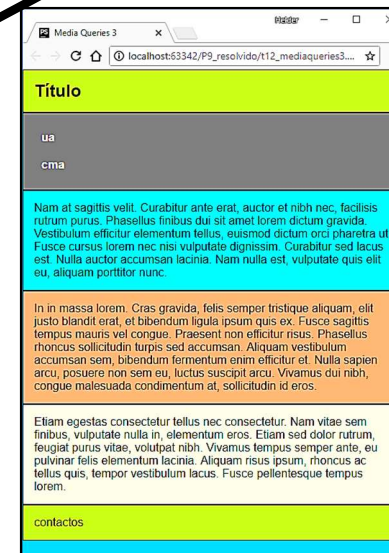 Helder
Media Queries 3
localhost:63342/P9_resolvido/t12_mediaqueries3....
Título
ua
cma
Nam at sagittis velit. Curabitur ante erat, auctor et nibh nec, facilisis
rutrum purus. Phasellus finibus dui sit amet lorem dictum gravida.
Vestibulum efficitur elementum tellus, euismod dictum orci pharetra ut.
Fusce cursus lorem nec nisi vulputate dignissim. Curabitur sed lacus
est. Nulla auctor accumsan lacinia. Nam nulla est, vulputate quis elit
eu, aliquam porttitor nunc.
In in massa lorem. Cras gravida, felis semper tristique aliquam, elit
justo blandit erat, et bibendum ligula ipsum quis ex. Fusce sagittis
tempus mauris vel congue. Praesent non efficitur risus. Phasellus
rhoncus sollicitudin turpis sed accumsan. Aliquam vestibulum
accumsan sem, bibendum fermentum enim efficitur et. Nulla sapien
arcu, posuere non sem eu, luctus suscipit arcu. Vivamus dui nibh,
congue malesuada condimentum at, sollicitudin id eros.
Etiam egestas consectetur tellus nec consectetur. Nam vitae sem
finibus, vulputate nulla in, elementum eros. Etiam sed dolor rutrum,
feugiat purus vitae, volutpat nibh. Vivamus tempus semper ante, eu
pulvinar felis elementum lacinia. Aliquam risus ipsum, rhoncus ac
tellus quis, tempor vestibulum lacus. Fusce pellentesque tempus
lorem.
contactos